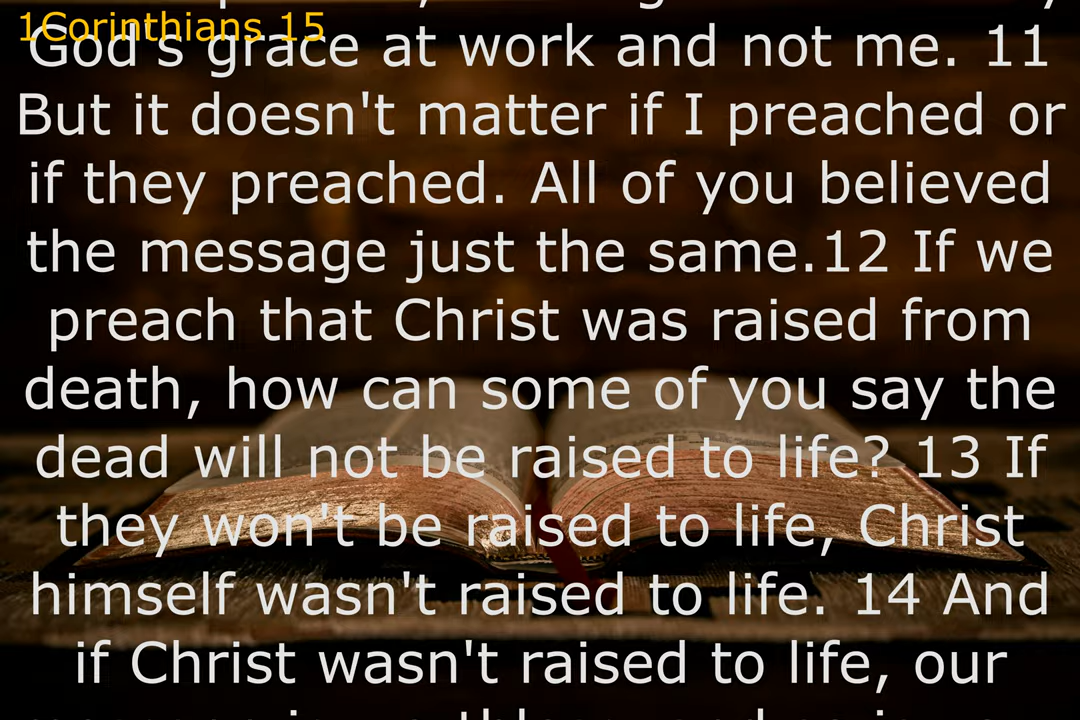 1Corinthians 15
God's grace at work and not me. 11
But it doesn't matter if I preached or
if they preached. All of you believed
the message just the same.12 If we
preach that Christ was raised from
death, how can some of you say the
dead will not be raised to life? 13 If
they won't be raised to life, Christ
himself wasn't raised to life. 14 And
if Christ wasn't raised to life, our